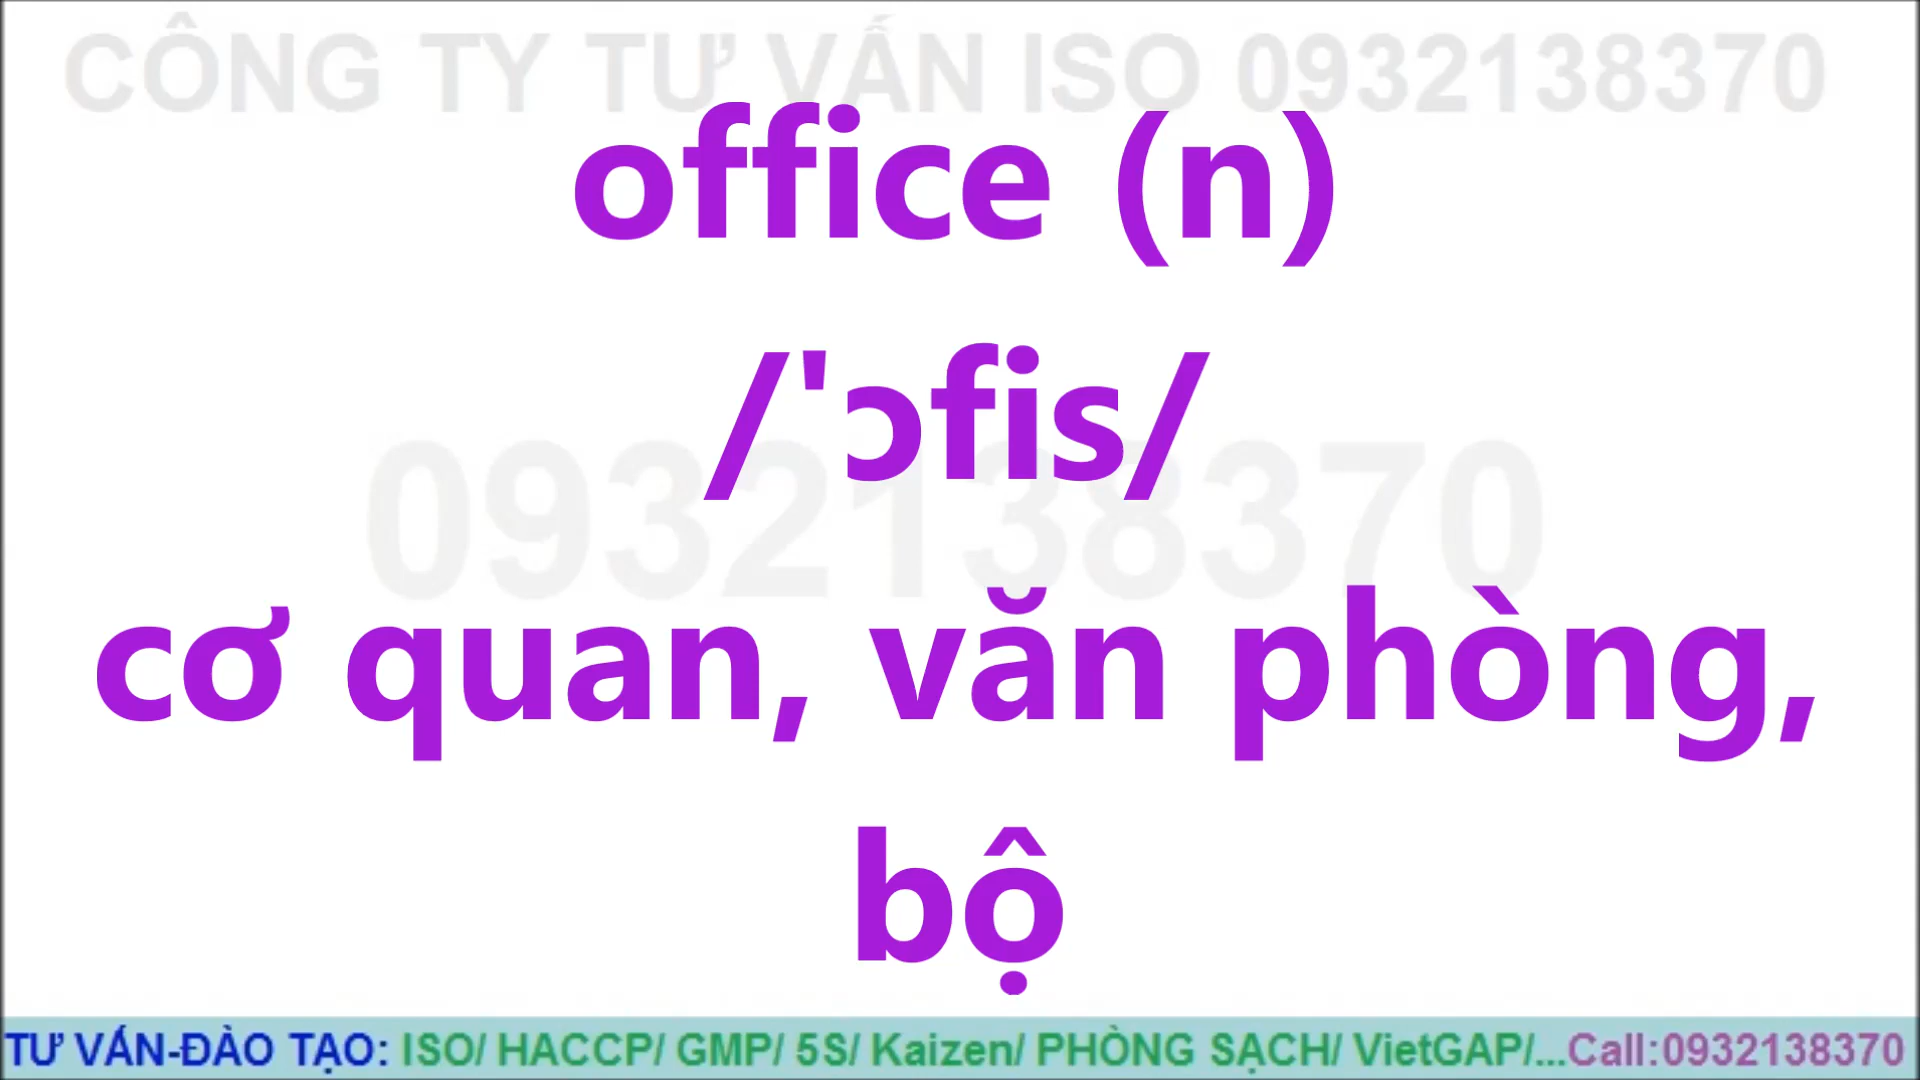 CÔNG TY TƯ VẤN ISO 0932138370
office (n)
/'ɔfis/
0932138370
cơ quan, văn phòng,
bộ
TƯ VẤN-ĐÀO TẠO: ISO/ HACCP/ GMP/ 5S/ Kaizen/ PHÒNG SẠCH/ VietGAP/...Call:0932138370